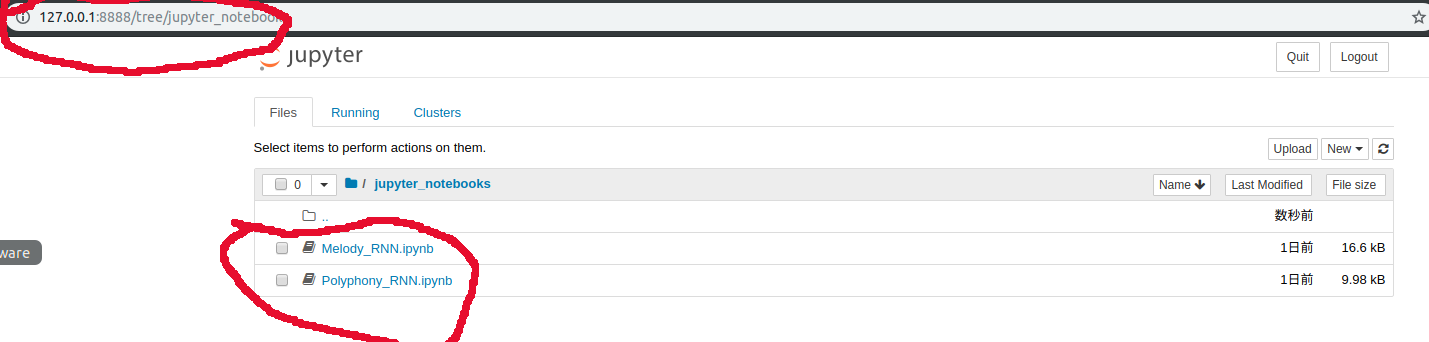 127.0.0.1:8888/tree/jupyter_notebook
jupyter
Quit
Logout
Files
Running
Clusters
Select items to perform actions on them.
Upload
New
0
/ jupyter_notebooks
Name
Last Modified
File size
..
数秒前
ware
Melody_RNN.ipynb
1日前
16.6 kB
Polyphony_RNN.ipynb
1日前
9.98 kB